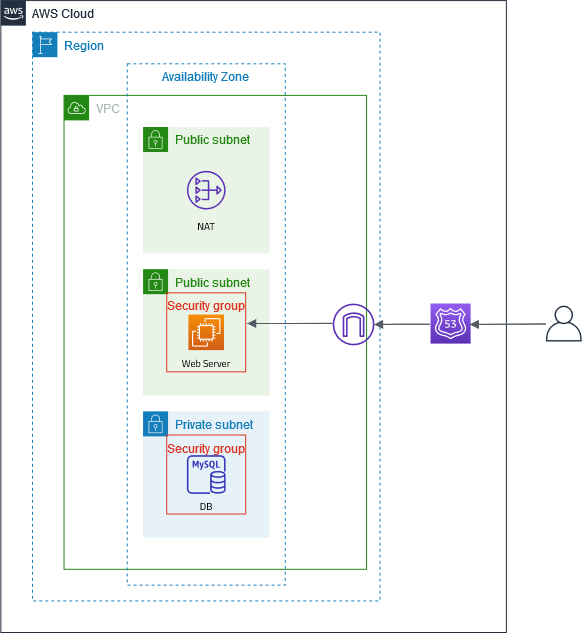 aws
AWS Cloud
Region
Availability Zone
VPC
Public subnet
NAT
Public subnet
Security group
Web Server
53
Private subnet
Security group
MySQL
DB